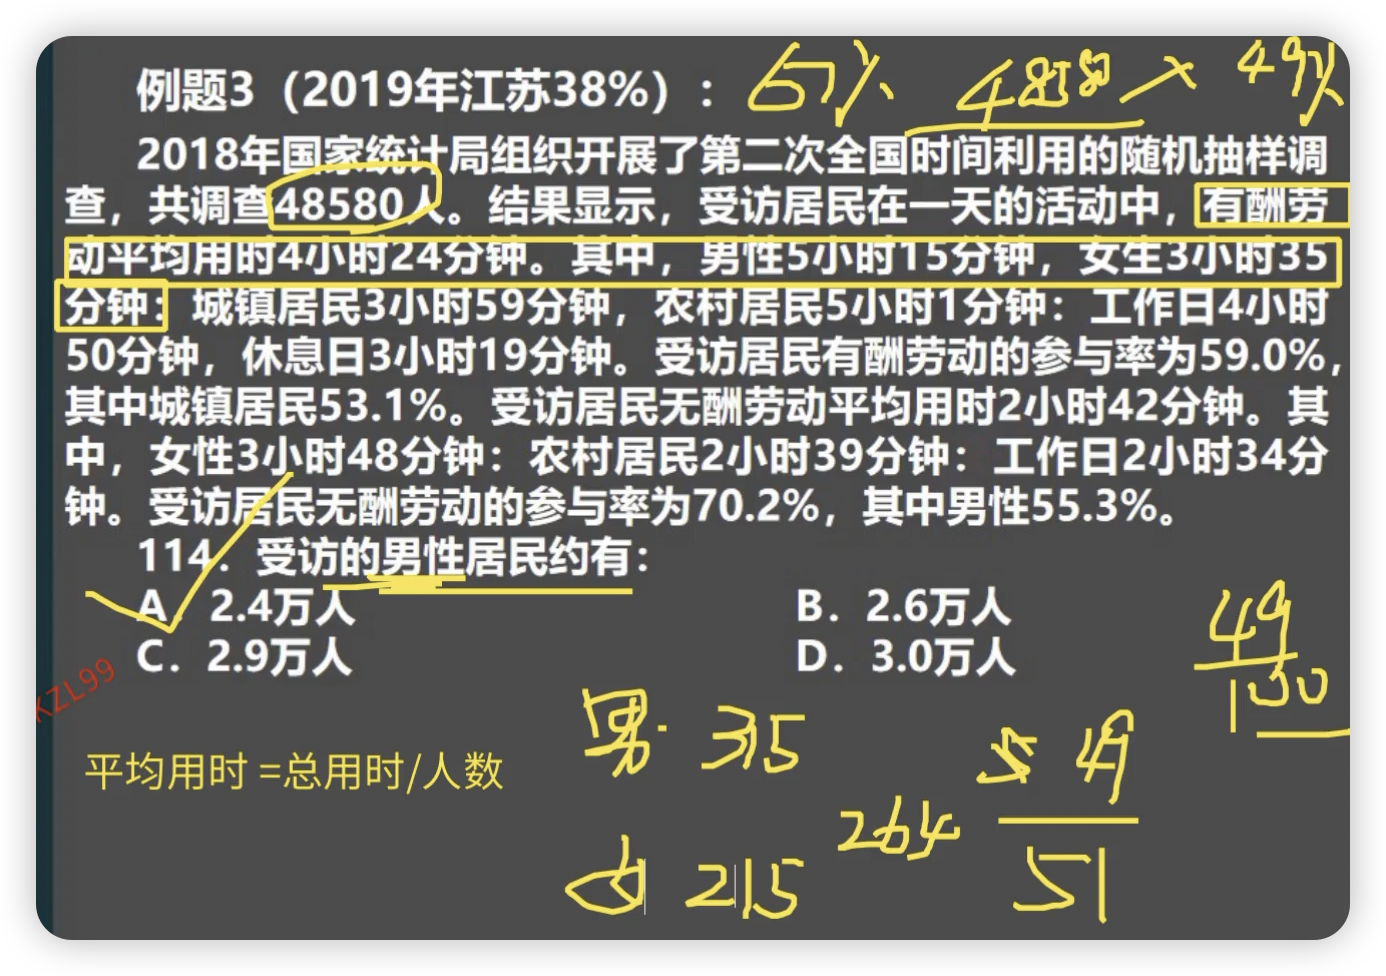 例题3（2019年江苏38%）：
51% 48580 × 49%
2018年国家统计局组织开展了第二次全国时间利用的随机抽样调
查，共调查48580人。结果显示，受访居民在一天的活动中，有酬劳
动平均用时4小时24分钟。其中，男性5小时15分钟，女生3小时35
分钟：城镇居民3小时59分钟，农村居民5小时1分钟：工作日4小时
50分钟，休息日3小时19分钟。受访居民有酬劳动的参与率为59.0%，
其中城镇居民53.1%。受访居民无酬劳动平均用时2小时42分钟。其
中，女性3小时48分钟：农村居民2小时39分钟：工作日2小时34分
钟。受访居民无酬劳动的参与率为70.2%，其中男性55.3%。
114．受访的男性居民约有：
A．2.4万人 B．2.6万人
C．2.9万人 D．3.0万人
49
100
KZL99
男 315
49
平均用时 =总用时/人数
264
51
女 215